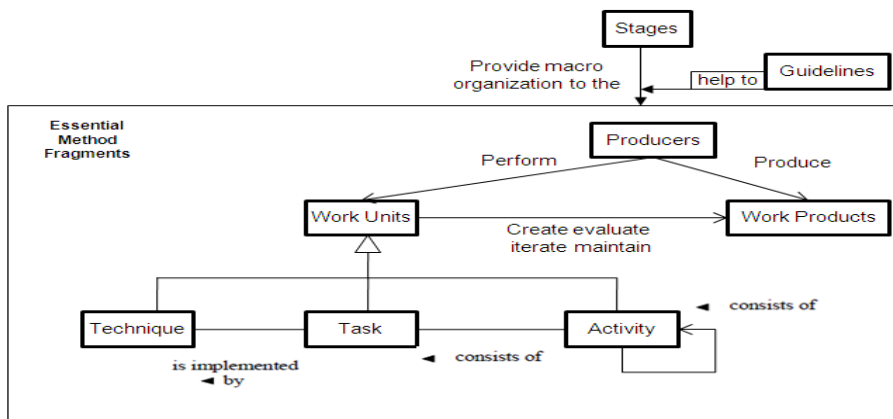 Stages
Provide macro
organization to the
help to
Guidelines
Essential
Method
Fragments
Producers
Perform
Produce
Work Units
Work Products
Create evaluate
iterate maintain
◄ consists of
Technique
Task
Activity
is implemented
◄ by
◄ consists of